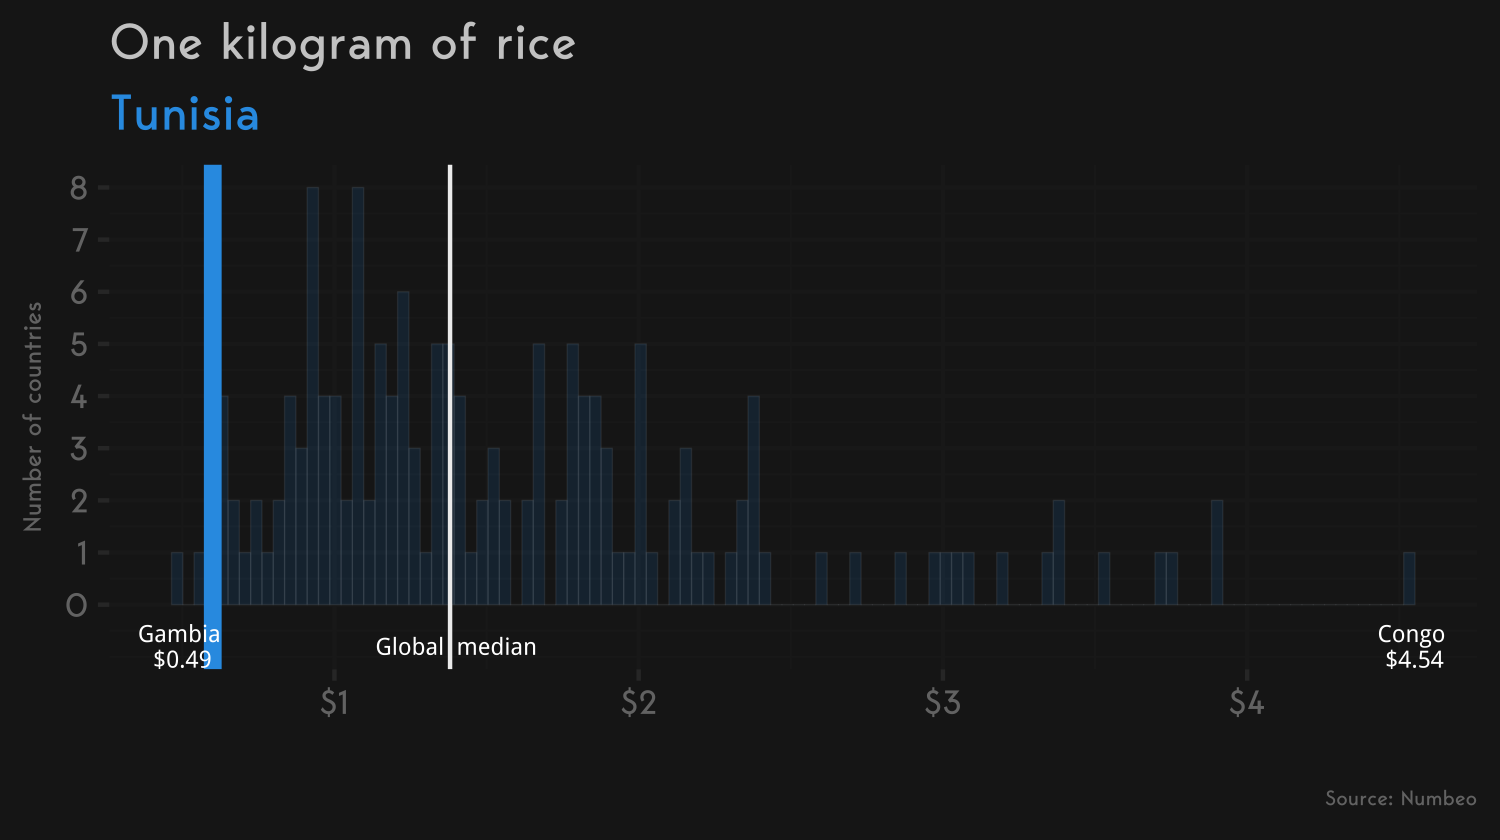 One kilogram of rice
Tunisia
Number of countries
8
7
6
5
4
3
2
1
0
Gambia
$0.49
Global median
Congo
$4.54
$1
$2
$3
$4
Source: Numbeo